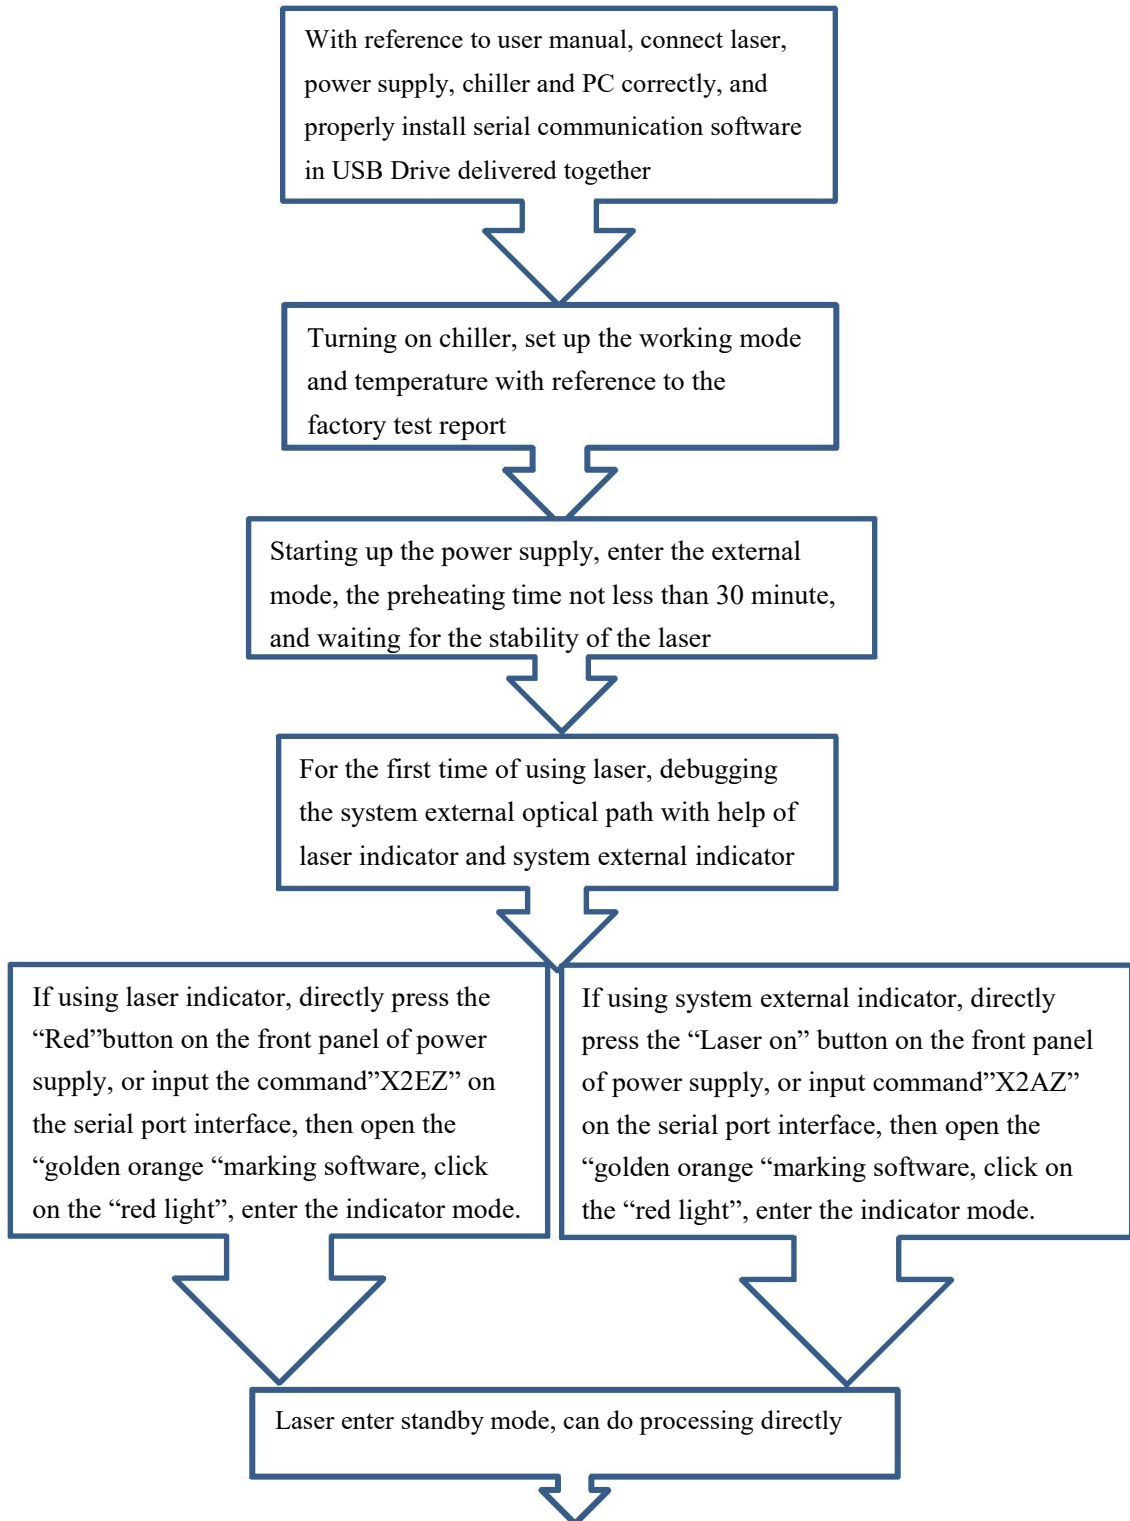 With reference to user manual, connect laser,
power supply, chiller and PC correctly, and
properly install serial communication software
in USB Drive delivered together
Turning on chiller, set up the working mode
and temperature with reference to the
factory test report
Starting up the power supply, enter the external
mode, the preheating time not less than 30 minute,
and waiting for the stability of the laser
For the first time of using laser, debugging
the system external optical path with help of
laser indicator and system external indicator
If using laser indicator, directly press the
“Red”button on the front panel of power
supply, or input the command”X2EZ” on
the serial port interface, then open the
“golden orange “marking software, click
on the “red light”, enter the indicator mode.
If using system external indicator, directly
press the “Laser on” button on the front panel
of power supply, or input command”X2AZ”
on the serial port interface, then open the
“golden orange “marking software, click on
the “red light”, enter the indicator mode.
Laser enter standby mode, can do processing directly